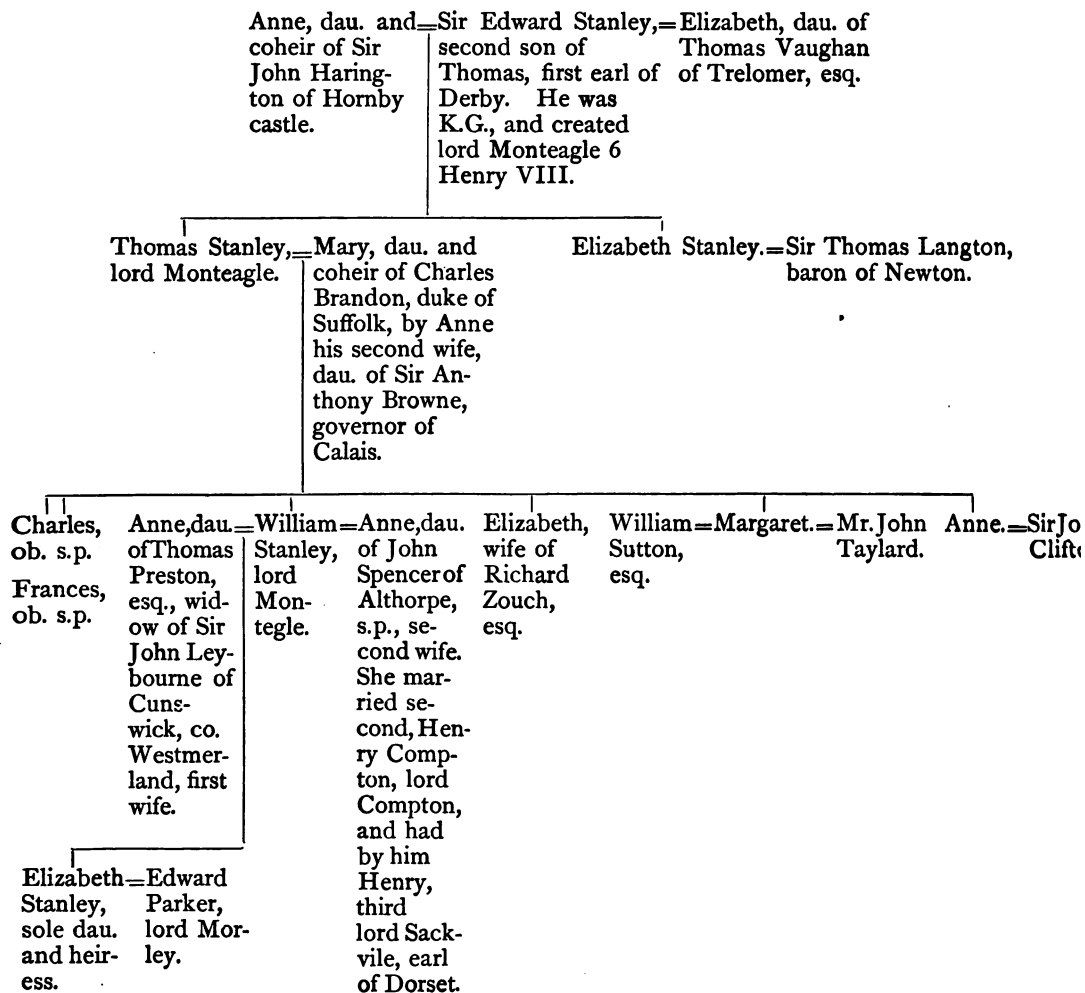 Anne, dau. and=Sir Edward Stanley,=Elizabeth, dau. of
coheir of Sir second son of Thomas Vaughan
John Haring- Thomas, first earl of of Trelomer, esq.
ton of Hornby Derby. He was
castle. K.G., and created
lord Monteagle 6
Henry VIII.
Thomas Stanley,=Mary, dau. and
lord Monteagle. coheir of Charles
Brandon, duke of
Suffolk, by Anne
his second wife,
dau. of Sir An-
thony Browne,
governor of
Calais.
Elizabeth Stanley.=Sir Thomas Langton,
baron of Newton.
Charles,
ob. s.p.
Frances,
ob. s.p.
Anne, dau.=
of Thomas
Preston,
esq., wid-
ow of Sir
John Ley-
bourne of
Cuns-
wick, co.
Westmer-
land, first
wife.
William=
Stanley,
lord
Mon-
tegle.
Anne, dau.
of John
Spencer of
Althorpe,
s.p., se-
cond wife.
She mar-
ried se-
cond, Hen-
ry Comp-
ton, lord
Compton,
and had
by him
Henry,
third
lord Sack-
vile, earl
of Dorset.
Elizabeth,
wife of
Richard
Zouch,
esq.
William=Margaret.=Mr. John
Sutton, Taylard.
esq.
Anne.=Sir Jo
Clifto
Elizabeth=Edward
Stanley, Parker,
sole dau. lord Mor-
and heir- ley.
ess.